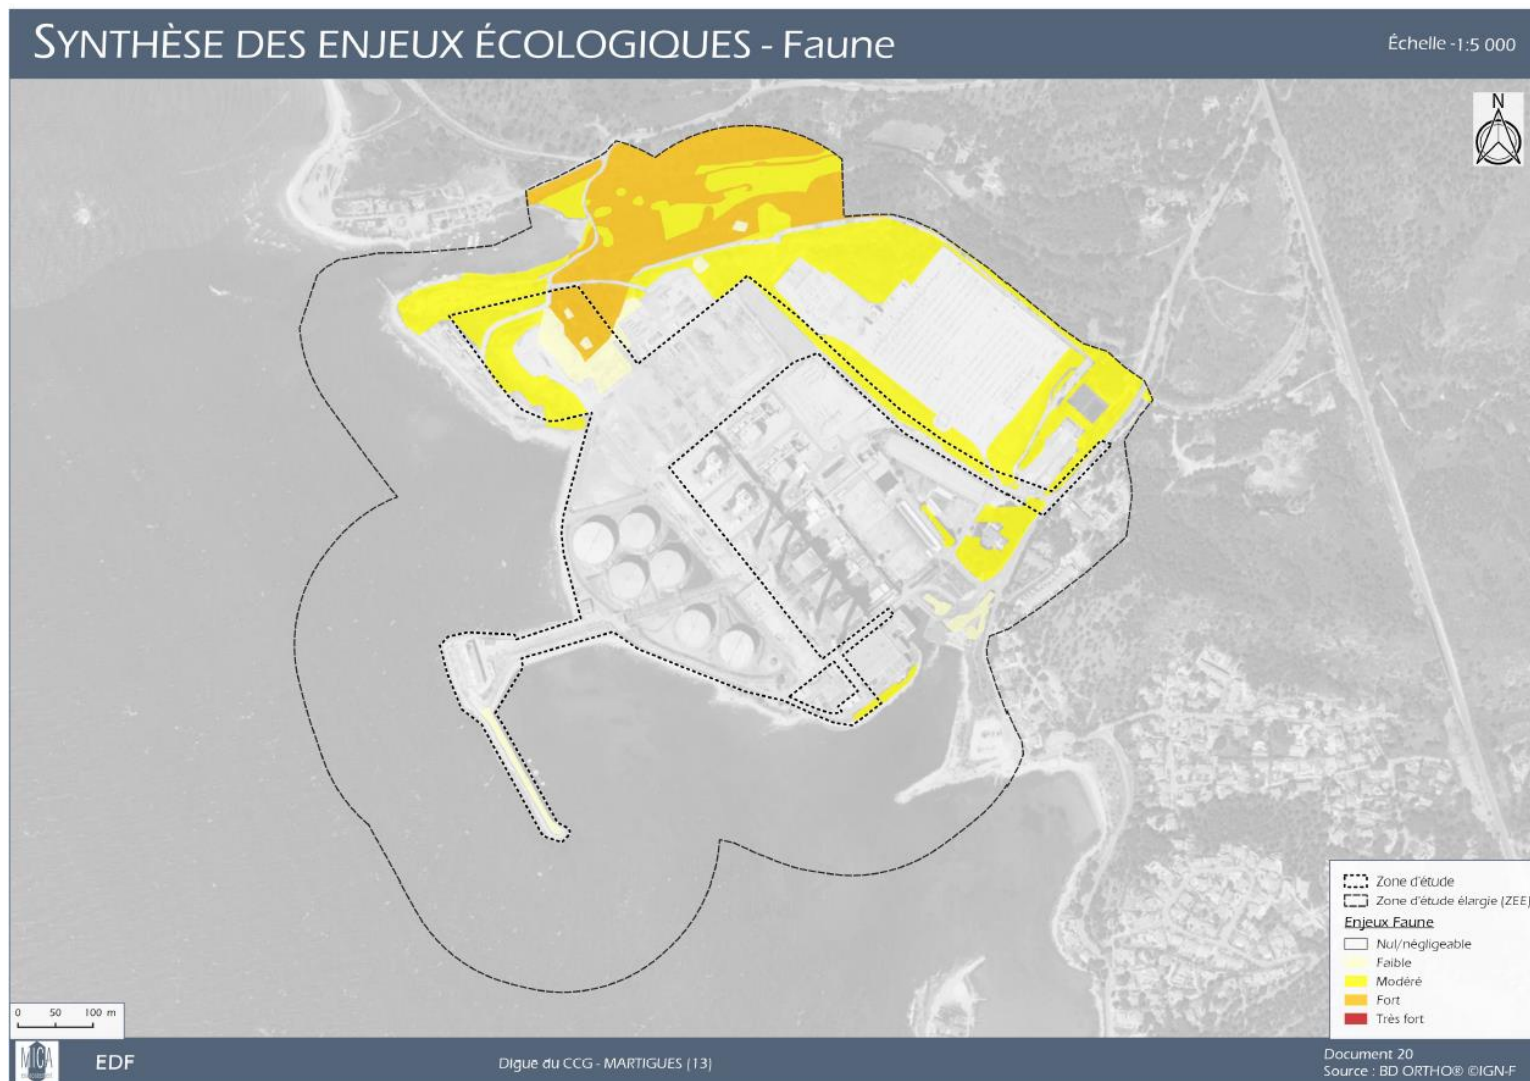 SYNTHÈSE DES ENJEUX ÉCOLOGIQUES - Faune
Échelle -1:5 000
N
Zone d'étude
Zone d'étude élargie (ZEE)
Enjeux Faune
Nul/négligeable
Faible
Modéré
Fort
Très fort
0 50 100 m
MICA
EDF
Digue du CCG - MARTIGUES (13)
Document 20
Source : BD ORTHO® ©IGN-F